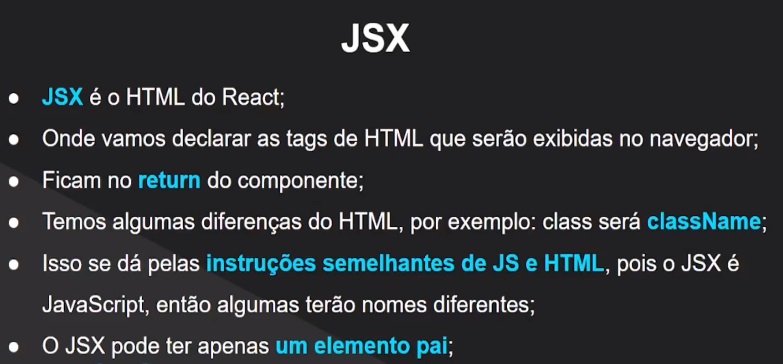 JSX
● JSX é o HTML do React;
● Onde vamos declarar as tags de HTML que serão exibidas no navegador;
● Ficam no return do componente;
● Temos algumas diferenças do HTML, por exemplo: class será className;
● Isso se dá pelas instruções semelhantes de JS e HTML, pois o JSX é
JavaScript, então algumas terão nomes diferentes;
● O JSX pode ter apenas um elemento pai;